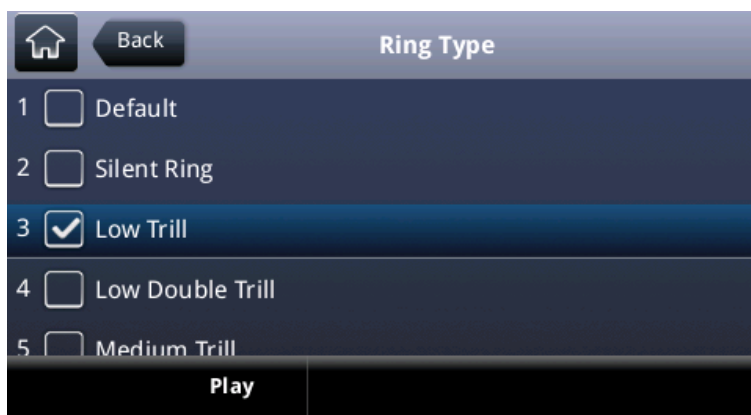 Back Ring Type
1 Default
2 Silent Ring
3 Low Trill
4 Low Double Trill
5 Medium Trill
Play